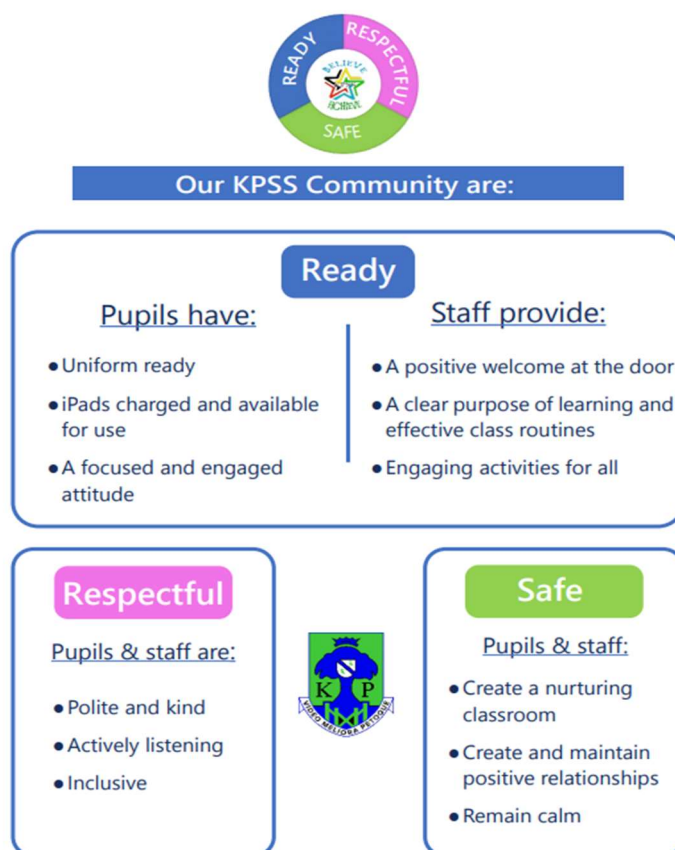 READY
RESPECTFUL
BELIEVE
ACHIEVE
SAFE
Our KPSS Community are:
Ready
Pupils have:
● Uniform ready
● iPads charged and available
for use
● A focused and engaged
attitude
Staff provide:
● A positive welcome at the door
● A clear purpose of learning and
effective class routines
● Engaging activities for all
Respectful
Pupils & staff are:
● Polite and kind
● Actively listening
● Inclusive
K P
VIDEO MELIORA PETOQUE
Safe
Pupils & staff:
● Create a nurturing
classroom
● Create and maintain
positive relationships
● Remain calm